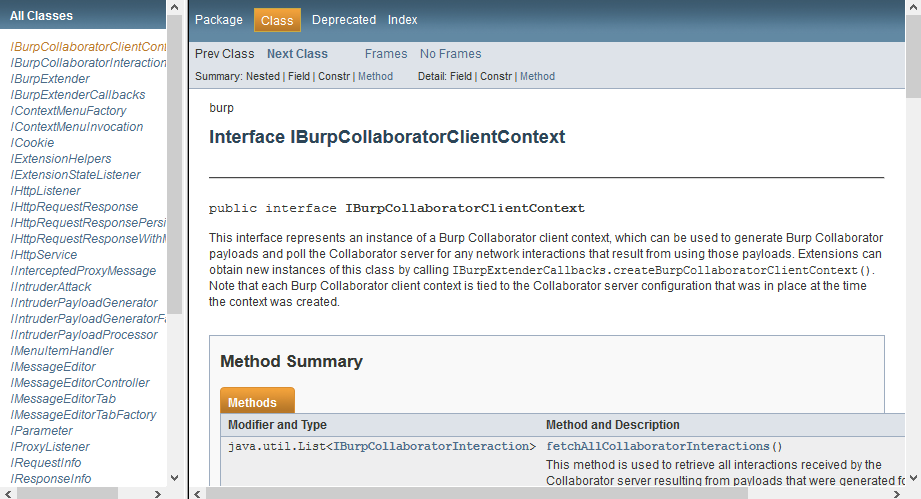 All Classes
IBurpCollaboratorClientCont
IBurpCollaboratorInteraction
IBurpExtender
IBurpExtenderCallbacks
IContextMenuFactory
IContextMenuInvocation
ICookie
IExtensionHelpers
IExtensionStateListener
IHttpListener
IHttpRequestResponse
IHttpRequestResponsePersi
IHttpRequestResponseWithM
IHttpService
IInterceptedProxyMessage
IIntruderAttack
IIntruderPayloadGenerator
IIntruderPayloadGeneratorFa
IIntruderPayloadProcessor
IMenuItemHandler
IMessageEditor
IMessageEditorController
IMessageEditorTab
IMessageEditorTabFactory
IParameter
IProxyListener
IRequestInfo
IResponseInfo
Package Class Deprecated Index
Prev Class Next Class Frames No Frames
Summary: Nested | Field | Constr | Method Detail: Field | Constr | Method
burp
Interface IBurpCollaboratorClientContext
public interface IBurpCollaboratorClientContext
This interface represents an instance of a Burp Collaborator client context, which can be used to generate Burp Collaborator
payloads and poll the Collaborator server for any network interactions that result from using those payloads. Extensions can
obtain new instances of this class by calling IBurpExtenderCallbacks.createBurpCollaboratorClientContext().
Note that each Burp Collaborator client context is tied to the Collaborator server configuration that was in place at the time
the context was created.
Method Summary
Methods
Modifier and Type Method and Description
java.util.List<IBurpCollaboratorInteraction> fetchAllCollaboratorInteractions()
This method is used to retrieve all interactions received by the
Collaborator server resulting from payloads that were generated fo